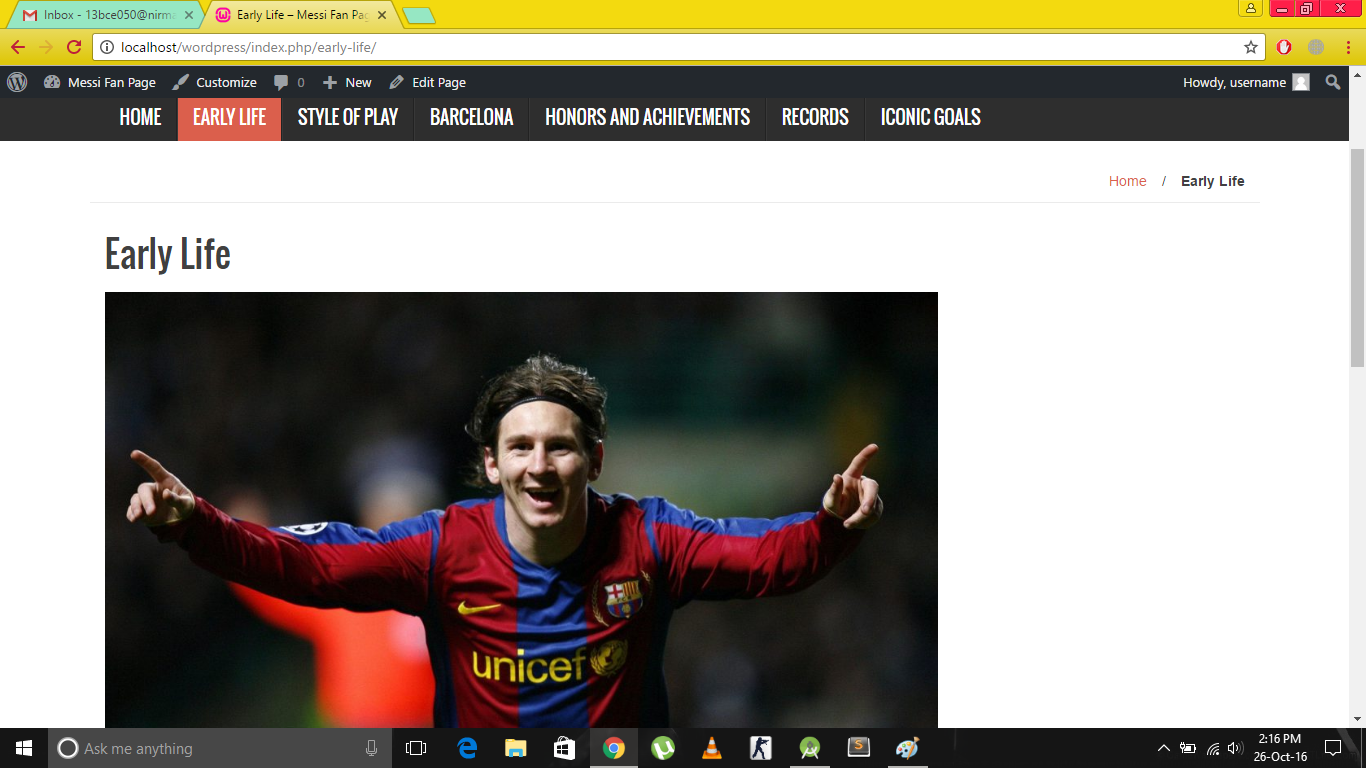 Inbox - 13bce050@nirma
Early Life – Messi Fan Pag
localhost/wordpress/index.php/early-life/
Messi Fan Page Customize 0 New Edit Page Howdy, username
HOME EARLY LIFE STYLE OF PLAY BARCELONA HONORS AND ACHIEVEMENTS RECORDS ICONIC GOALS
Home / Early Life
Early Life
unicef
Ask me anything
2:16 PM
26-Oct-16